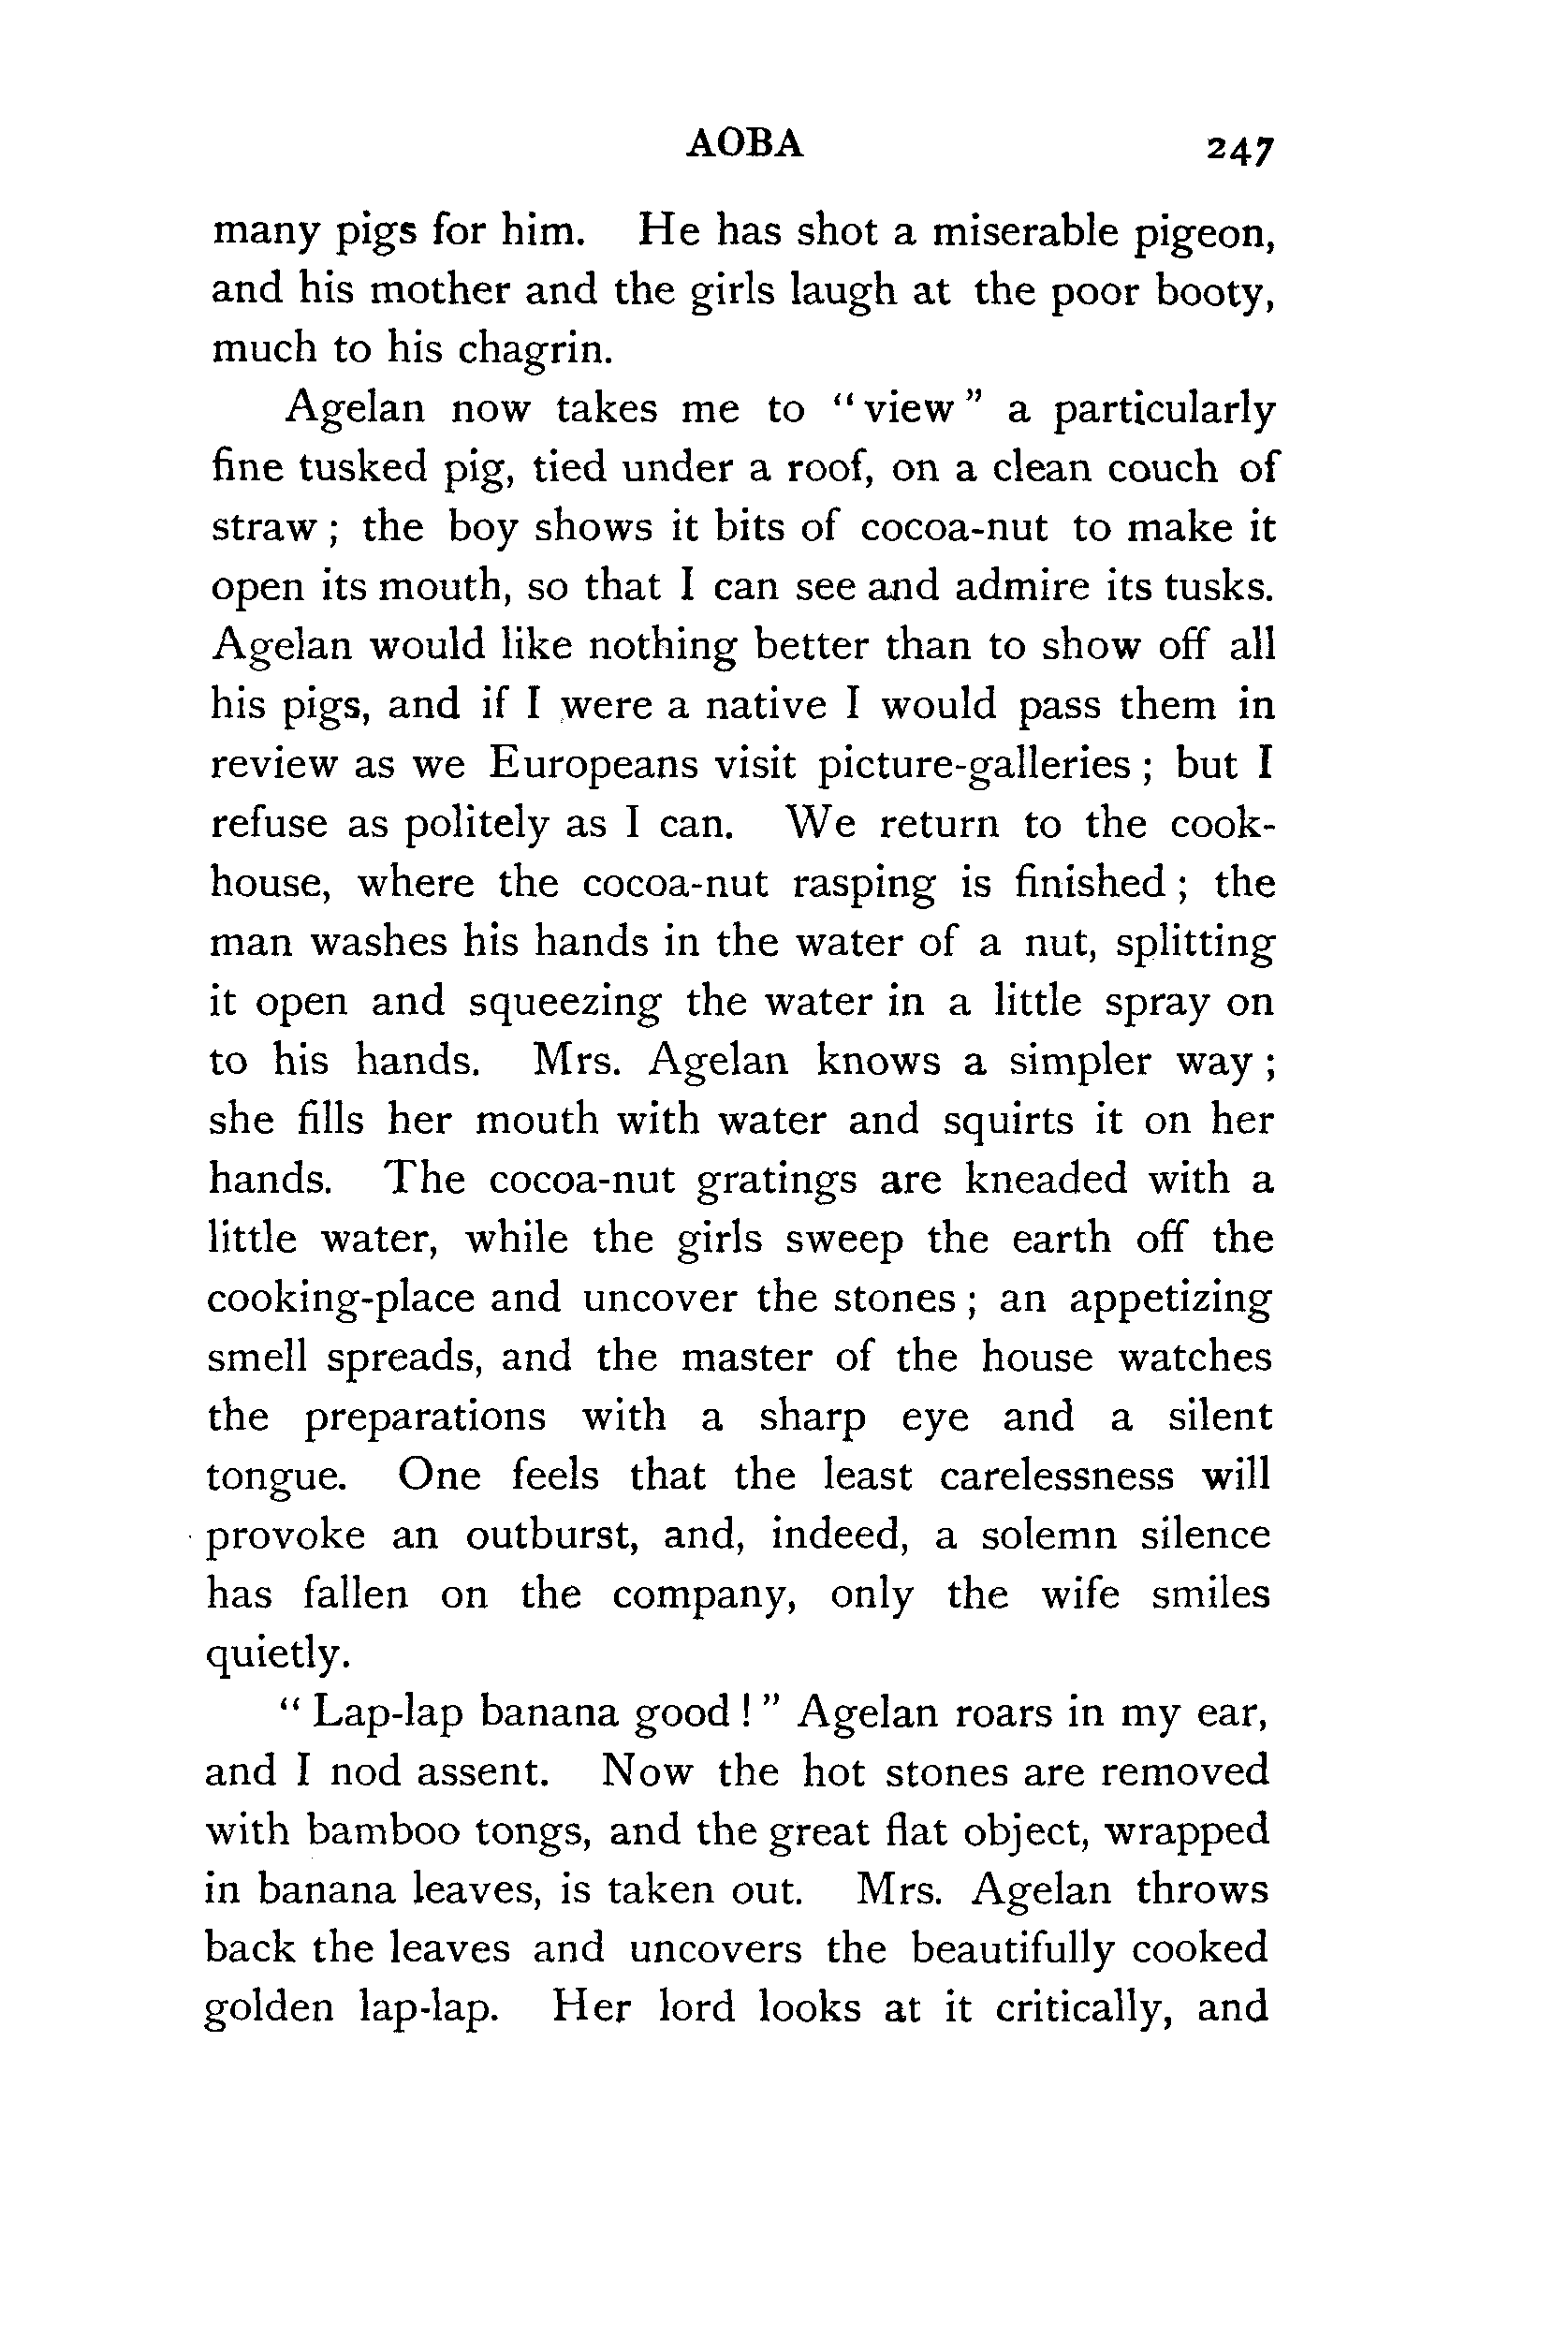 AOBA 247
many pigs for him. He has shot a miserable pigeon,
and his mother and the girls laugh at the poor booty,
much to his chagrin.
Agelan now takes me to “view” a particularly
fine tusked pig, tied under a roof, on a clean couch of
straw; the boy shows it bits of cocoa-nut to make it
open its mouth, so that I can see and admire its tusks.
Agelan would like nothing better than to show off all
his pigs, and if I were a native I would pass them in
review as we Europeans visit picture-galleries; but I
refuse as politely as I can. We return to the cook-
house, where the cocoa-nut rasping is finished; the
man washes his hands in the water of a nut, splitting
it open and squeezing the water in a little spray on
to his hands. Mrs. Agelan knows a simpler way;
she fills her mouth with water and squirts it on her
hands. The cocoa-nut gratings are kneaded with a
little water, while the girls sweep the earth off the
cooking-place and uncover the stones; an appetizing
smell spreads, and the master of the house watches
the preparations with a sharp eye and a silent
tongue. One feels that the least carelessness will
provoke an outburst, and, indeed, a solemn silence
has fallen on the company, only the wife smiles
quietly.
“Lap-lap banana good!” Agelan roars in my ear,
and I nod assent. Now the hot stones are removed
with bamboo tongs, and the great flat object, wrapped
in banana leaves, is taken out. Mrs. Agelan throws
back the leaves and uncovers the beautifully cooked
golden lap-lap. Her lord looks at it critically, and